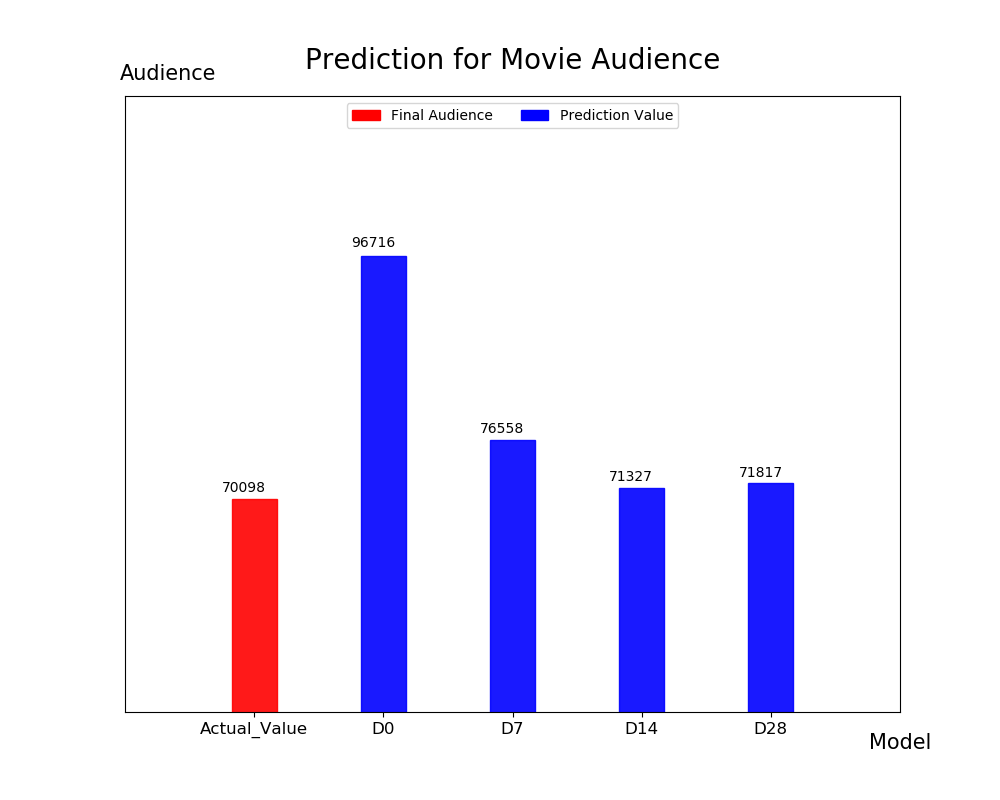 Prediction for Movie Audience
Audience
Final Audience Prediction Value
96716
76558
71327
71817
70098
Actual_Value D0 D7 D14 D28
Model